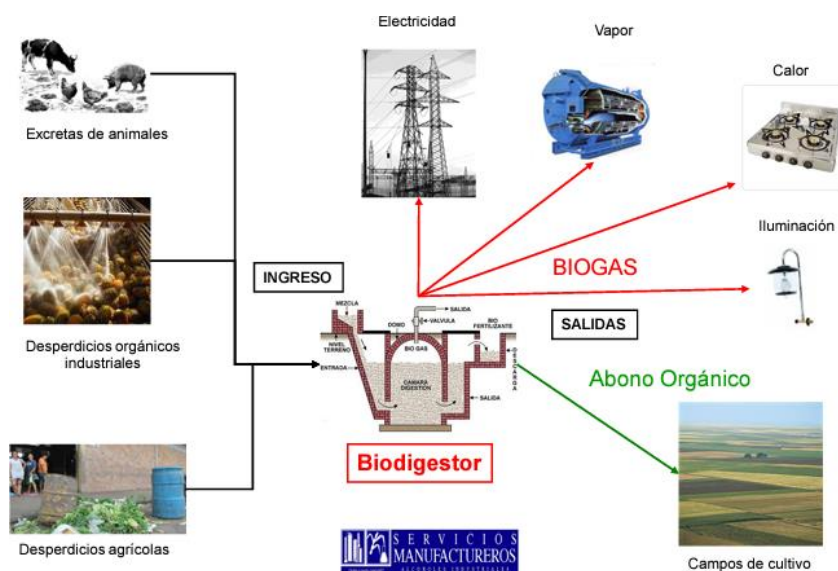 Electricidad
Vapor
Calor
Excretas de animales
Iluminación
BIOGAS
INGRESO
SALIDAS
MEZCLA
SALIDA
VALVULA
DOMO
BIO
FERTILIZANTE
NIVEL
TERRENO
BIO GAS
ENTRADA
CAMARA
DIGESTION
SALIDA
DESCARGA
Desperdicios orgánicos
industriales
Abono Orgánico
Biodigestor
Desperdicios agrícolas
SERVICIOS
MANUFACTUREROS
ALCOHOLES INDUSTRIALES
Campos de cultivo